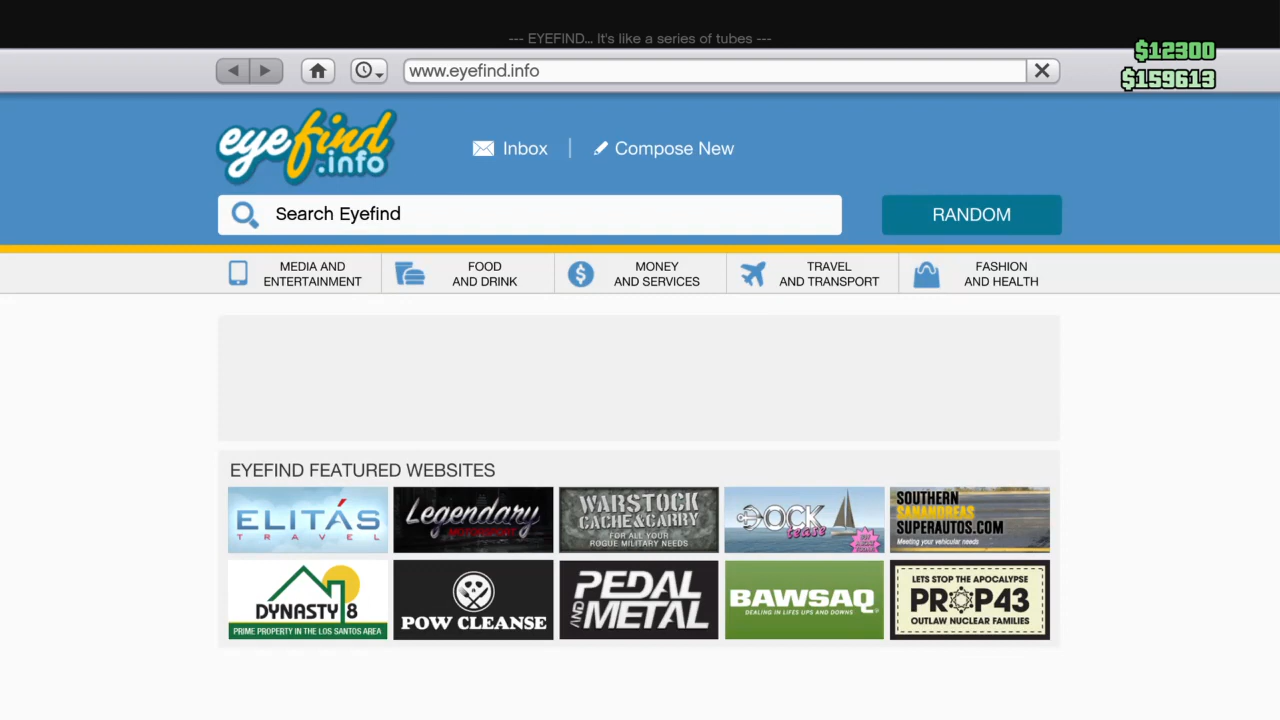 --- EYEFIND... It's like a series of tubes ---
$12300
www.eyefind.info
$159613
eyefind
.info
Inbox
Compose New
Search Eyefind
RANDOM
MEDIA AND
ENTERTAINMENT
FOOD
AND DRINK
MONEY
AND SERVICES
TRAVEL
AND TRANSPORT
FASHION
AND HEALTH
EYEFIND FEATURED WEBSITES
ELITÁS
TRAVEL
Legendary
MOTORSPORT
WARSTOCK
CACHE&CARRY
FOR ALL YOUR
ROGUE MILITARY NEEDS
DOCK
tease
SOUTHERN
SANANDREAS
SUPERAUTOS.COM
Meeting your vehicular needs
DYNASTY 8
PRIME PROPERTY IN THE LOS SANTOS AREA
POW CLEANSE
PEDAL
AND METAL
BAWSAQ
DEALING IN LIFES UPS AND DOWNS
LETS STOP THE APOCALYPSE
PROP43
OUTLAW NUCLEAR FAMILIES